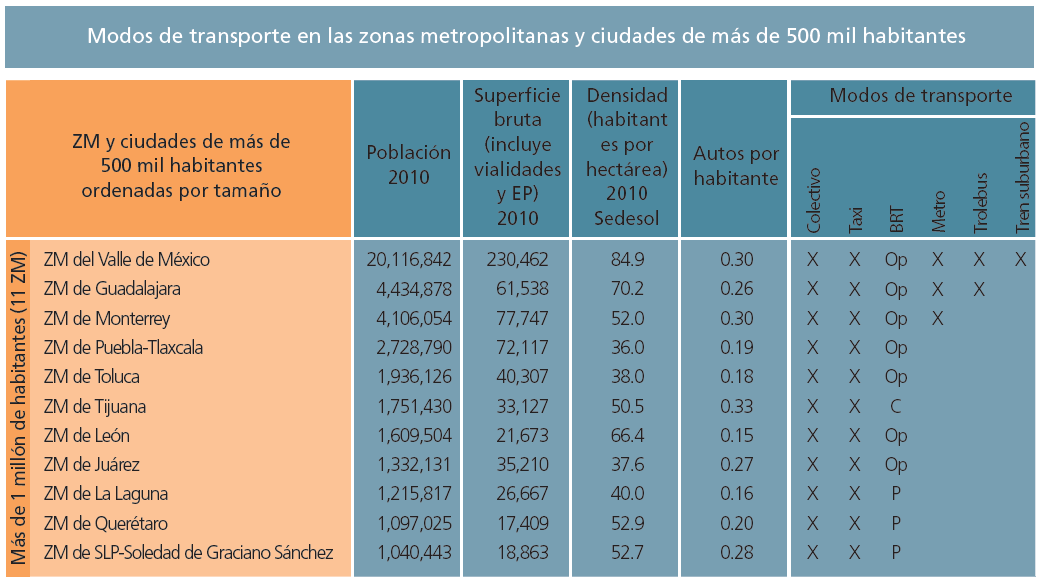 Modos de transporte en las zonas metropolitanas y ciudades de más de 500 mil habitantes
ZM y ciudades de más de
500 mil habitantes
ordenadas por tamaño
Población
2010
Superficie
bruta
(incluye
vialidades
y EP)
2010
Densidad
(habitant
es por
hectárea)
2010
Sedesol
Autos por
habitante
Modos de transporte
Colectivo
Taxi
BRT
Metro
Trolebus
Tren suburbano
Más de 1 millón de habitantes (11 ZM)
ZM del Valle de México 20,116,842 230,462 84.9 0.30 X X Op X X X
ZM de Guadalajara 4,434,878 61,538 70.2 0.26 X X Op X X
ZM de Monterrey 4,106,054 77,747 52.0 0.30 X X Op X
ZM de Puebla-Tlaxcala 2,728,790 72,117 36.0 0.19 X X Op
ZM de Toluca 1,936,126 40,307 38.0 0.18 X X Op
ZM de Tijuana 1,751,430 33,127 50.5 0.33 X X C
ZM de León 1,609,504 21,673 66.4 0.15 X X Op
ZM de Juárez 1,332,131 35,210 37.6 0.27 X X Op
ZM de La Laguna 1,215,817 26,667 40.0 0.16 X X P
ZM de Querétaro 1,097,025 17,409 52.9 0.20 X X P
ZM de SLP-Soledad de Graciano Sánchez 1,040,443 18,863 52.7 0.28 X X P